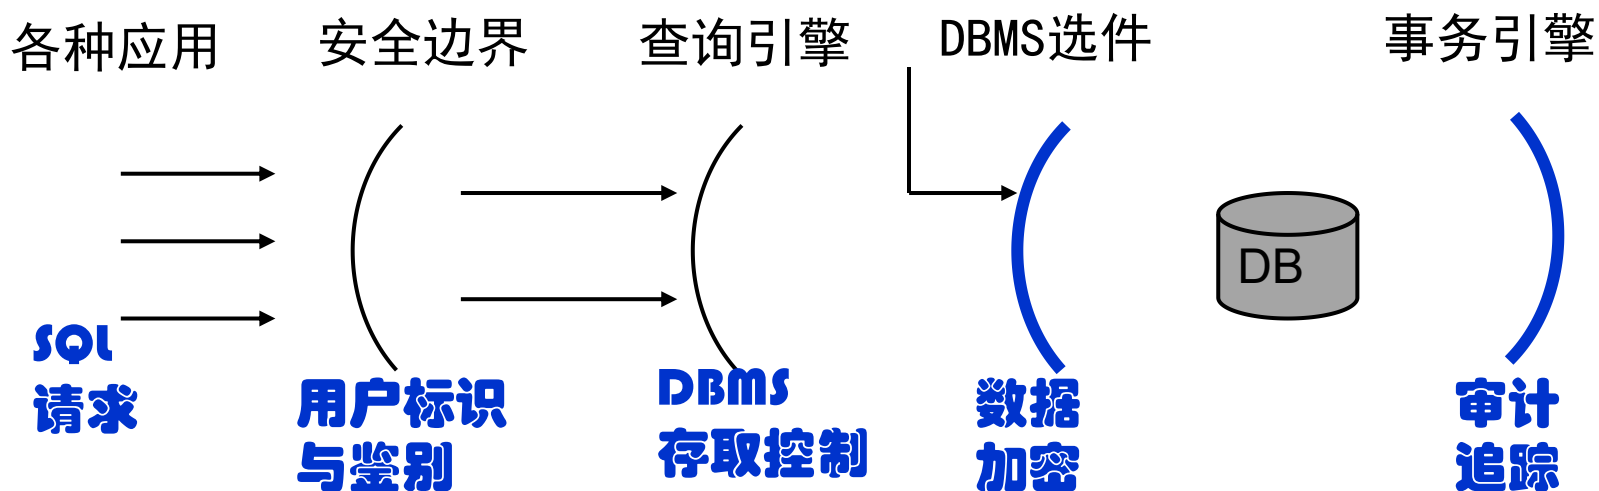 各种应用
安全边界
查询引擎
DBMS选件
事务引擎
DB
SQL
请求
用户标识
与鉴别
DBMS
存取控制
数据
加密
审计
追踪